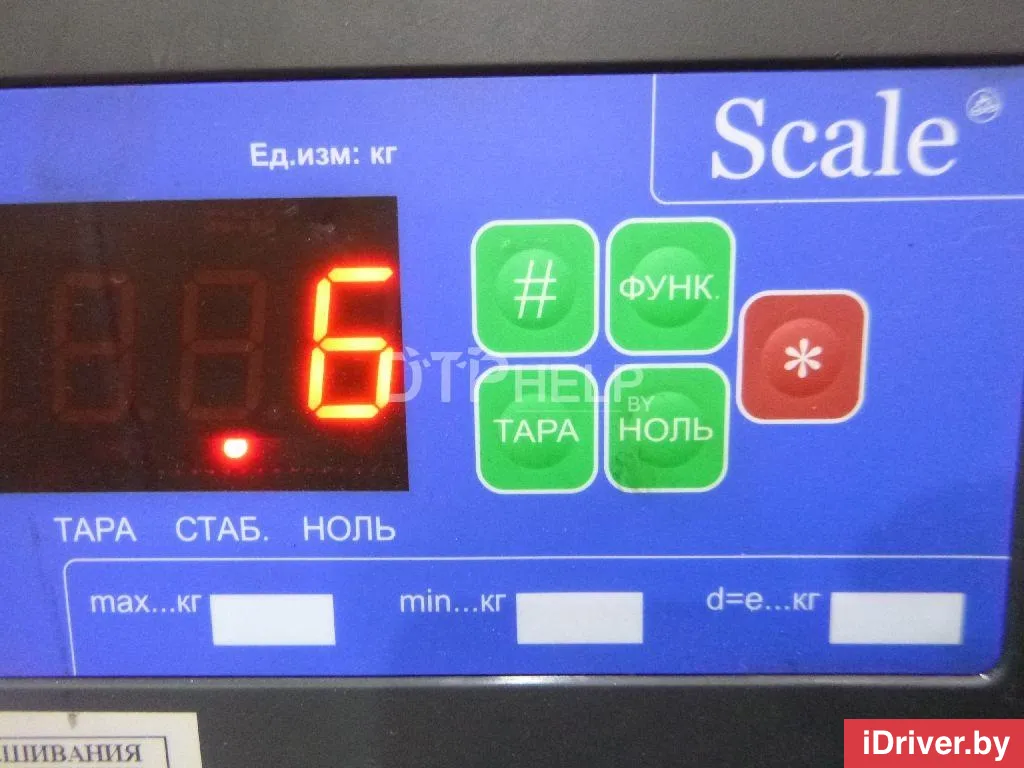 Scale
Ед.изм: кг
6
# ФУНК.
*
DTP HELP
BY
ТАРА НОЛЬ
ТАРА СТАБ. НОЛЬ
max...кг min...кг d=e...кг
ШИВАНИЯ
iDriver.by